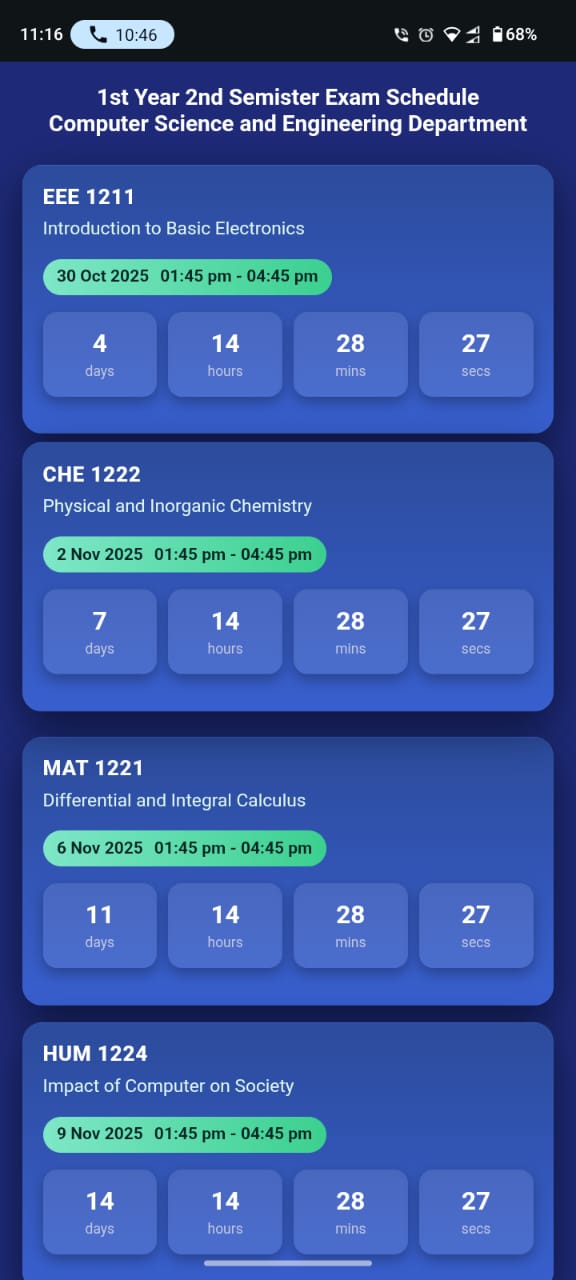 11:16 10:46 68%
1st Year 2nd Semister Exam Schedule
Computer Science and Engineering Department
EEE 1211
Introduction to Basic Electronics
30 Oct 2025 01:45 pm - 04:45 pm
4 14 28 27
days hours mins secs
CHE 1222
Physical and Inorganic Chemistry
2 Nov 2025 01:45 pm - 04:45 pm
7 14 28 27
days hours mins secs
MAT 1221
Differential and Integral Calculus
6 Nov 2025 01:45 pm - 04:45 pm
11 14 28 27
days hours mins secs
HUM 1224
Impact of Computer on Society
9 Nov 2025 01:45 pm - 04:45 pm
14 14 28 27
days hours mins secs